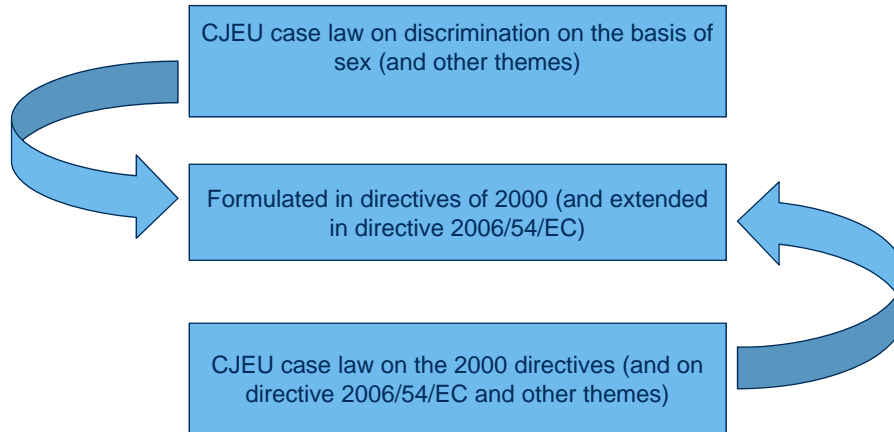 CJEU case law on discrimination on the basis of
sex (and other themes)
Formulated in directives of 2000 (and extended
in directive 2006/54/EC)
CJEU case law on the 2000 directives (and on
directive 2006/54/EC and other themes)